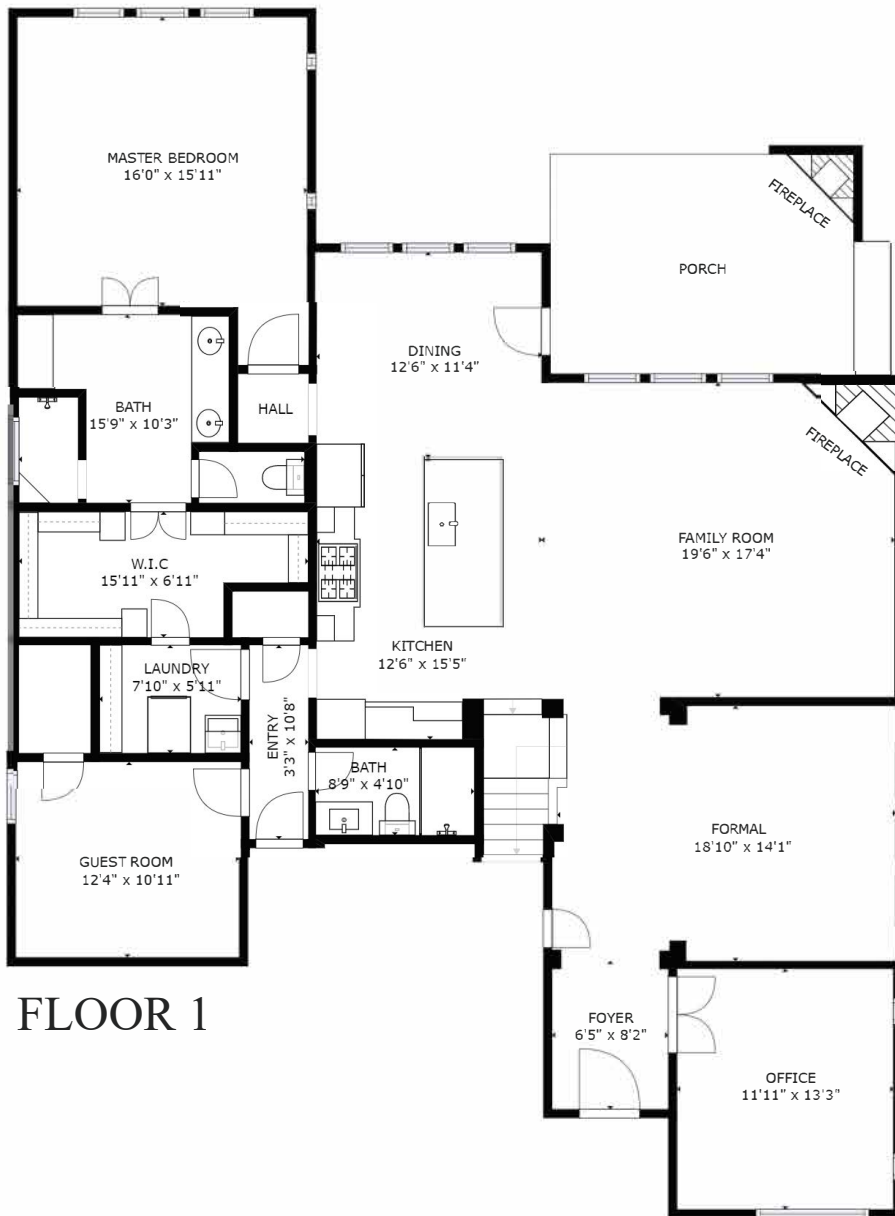 MASTER BEDROOM
16'0" x 15'11"
FIREPLACE
PORCH
DINING
12'6" x 11'4"
BATH
15'9" x 10'3"
HALL
FIREPLACE
FAMILY ROOM
19'6" x 17'4"
W.I.C
15'11" x 6'11"
KITCHEN
12'6" x 15'5"
LAUNDRY
7'10" x 5'11"
ENTRY
3'3" x 10'8"
BATH
8'9" x 4'10"
FORMAL
18'10" x 14'1"
GUEST ROOM
12'4" x 10'11"
FLOOR 1
FOYER
6'5" x 8'2"
OFFICE
11'11" x 13'3"